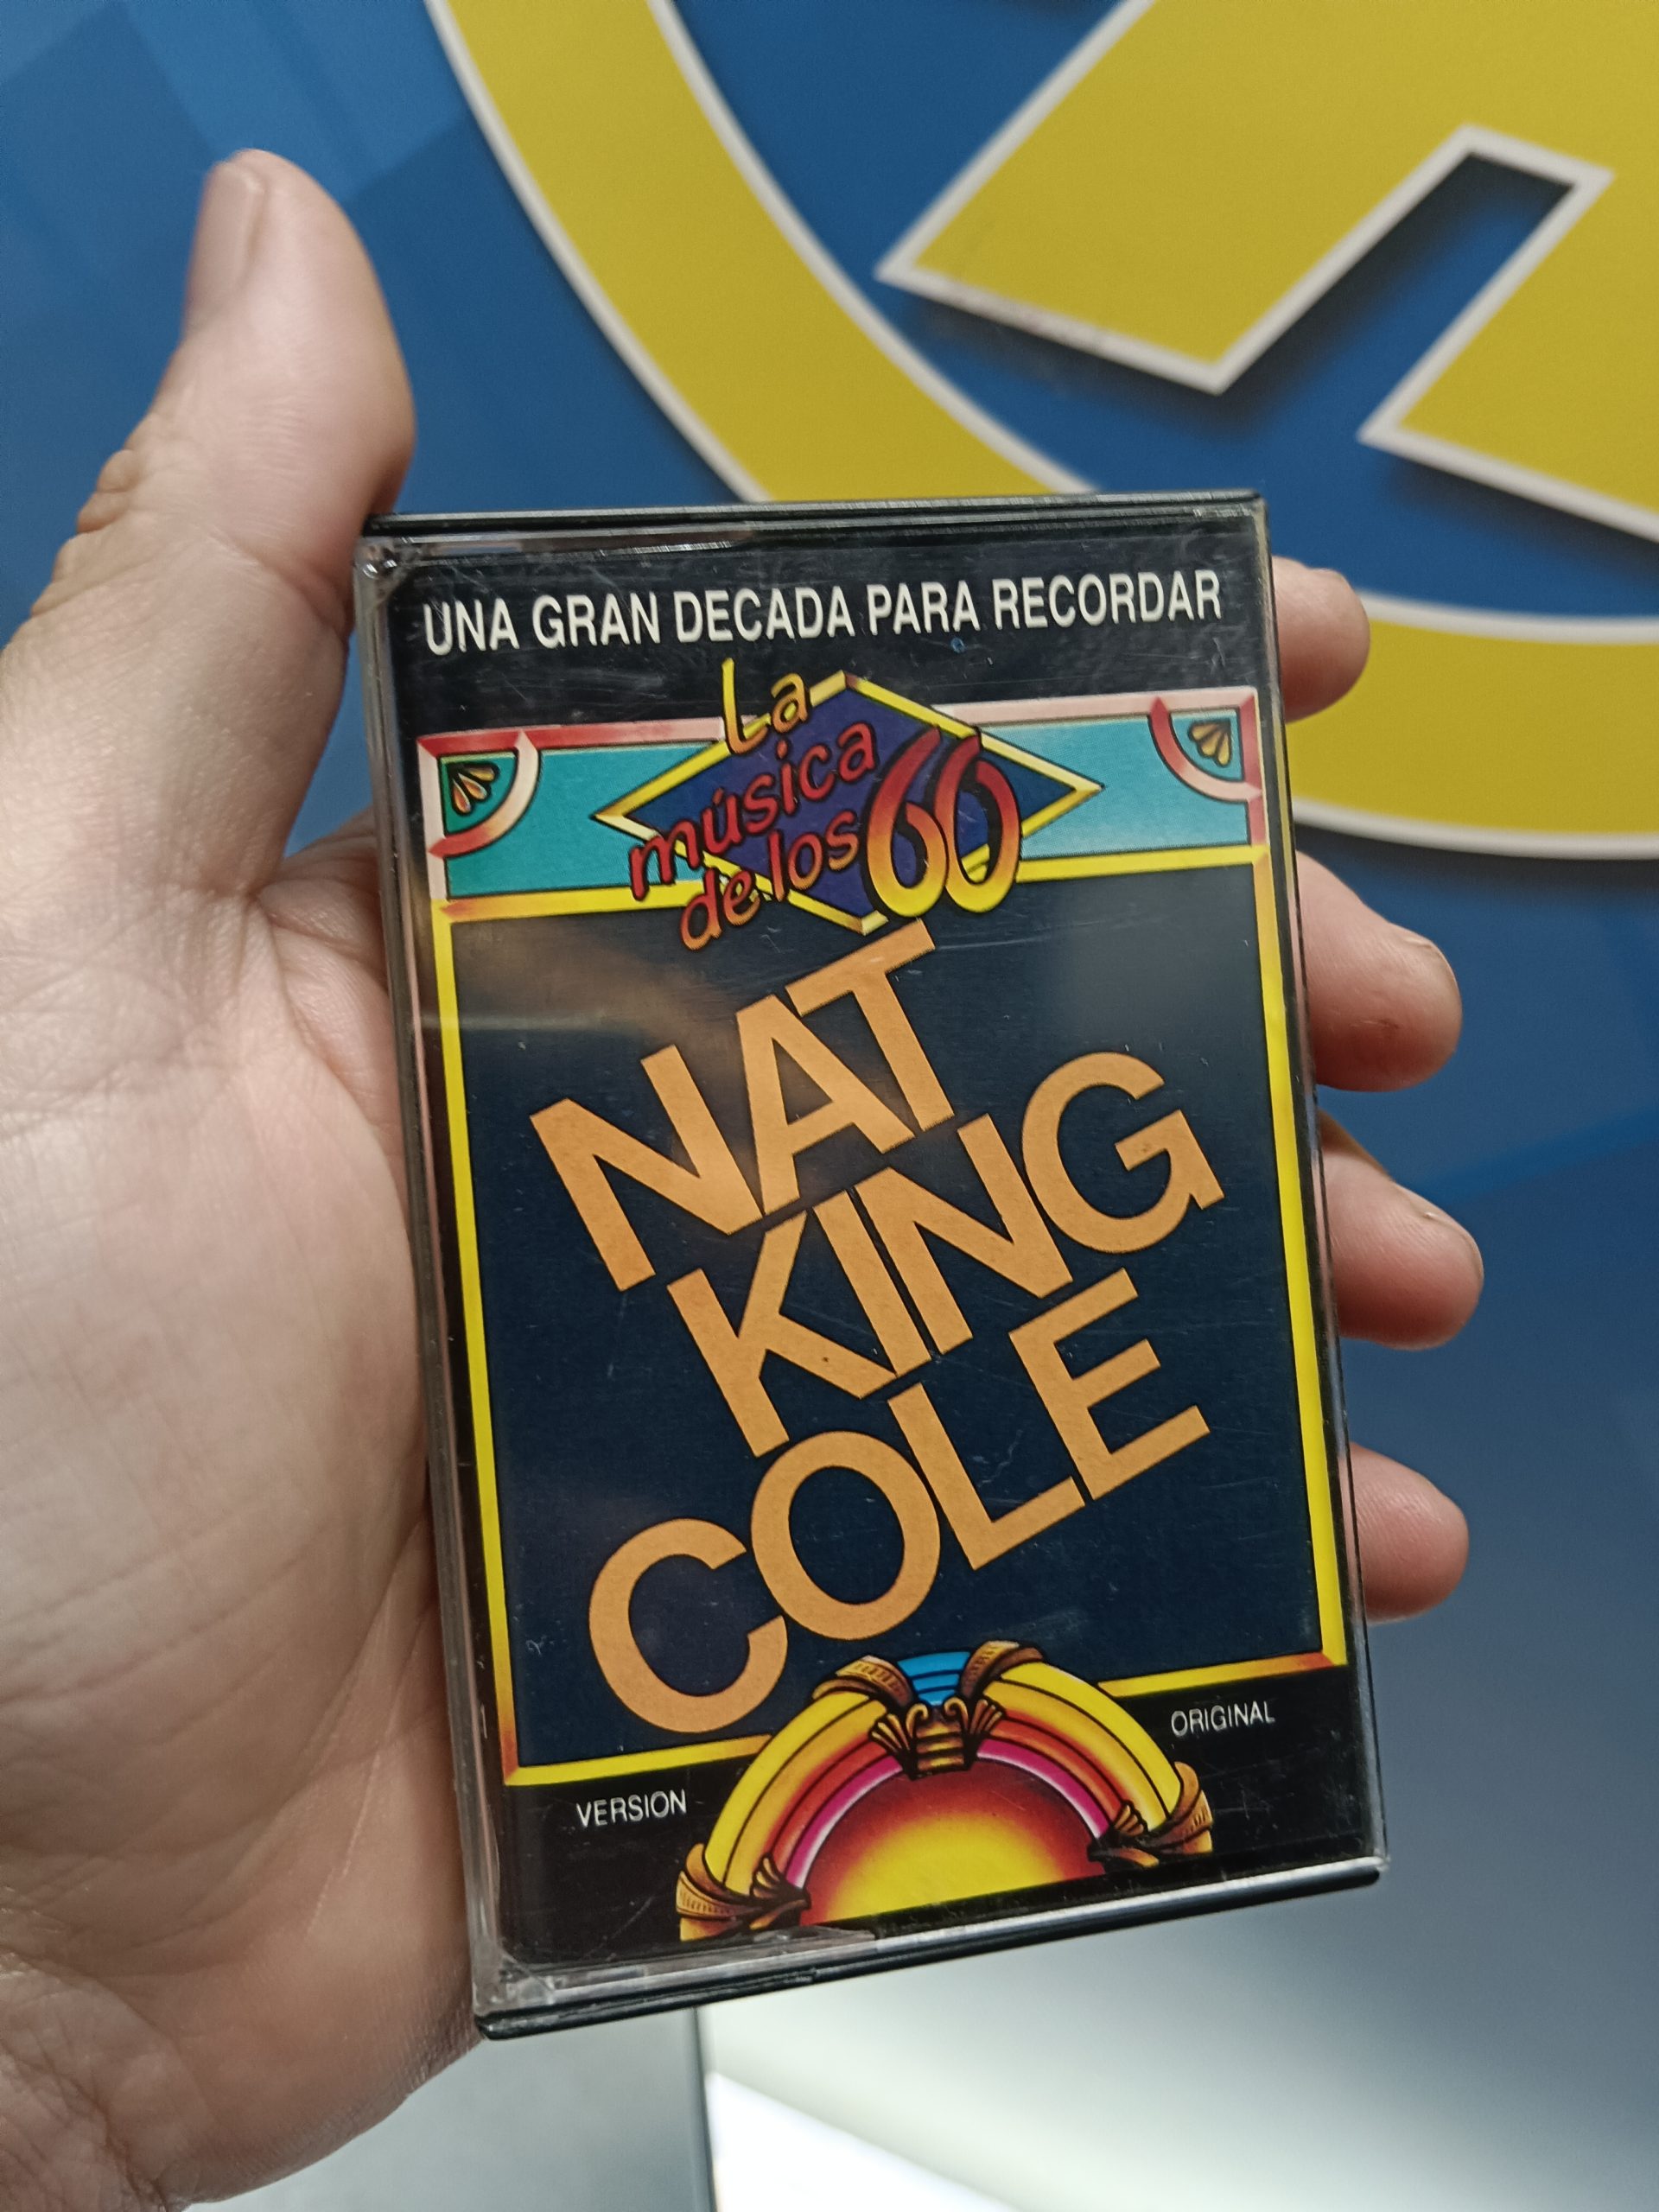 UNA GRAN DECADA PARA RECORDAR
La
música
de los 60
NAT
KING
COLE
VERSION ORIGINAL